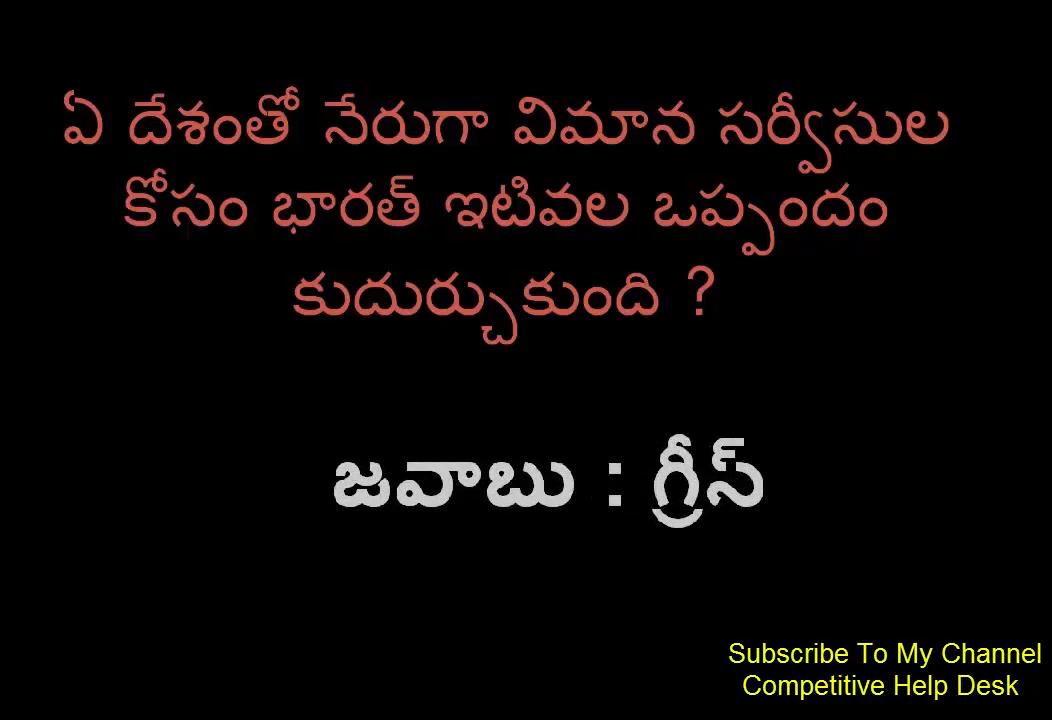 ఏ దేశంతో నేరుగా విమాన సర్వీసుల
కోసం భారత్ ఇటివల ఒప్పందం
కుదుర్చుకుంది ?
జవాబు : గ్రీస్
Subscribe To My Channel
Competitive Help Desk